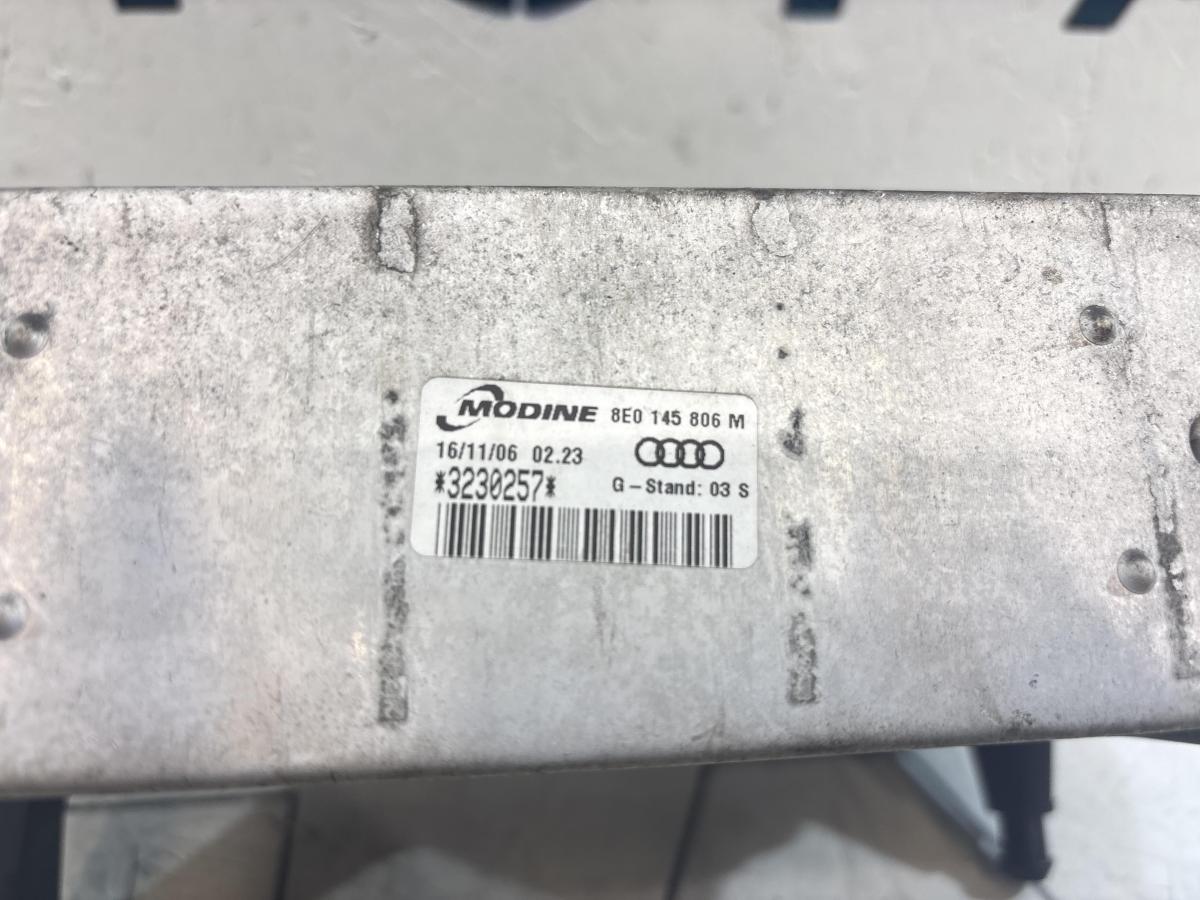 MODINE 8E0 145 806 M
16/11/06 02.23
*3230257* G-Stand: 03 S